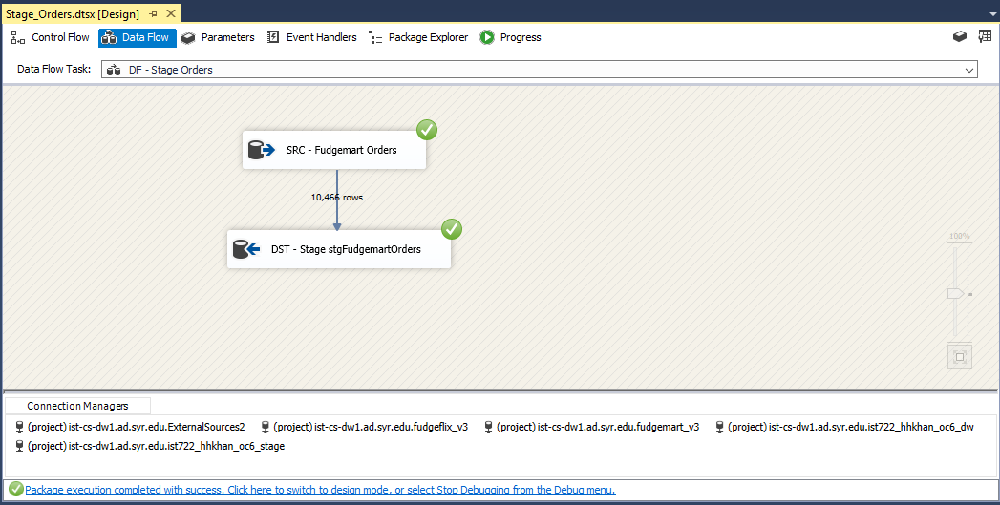 Stage_Orders.dtsx [Design]
Control Flow Data Flow Parameters Event Handlers Package Explorer Progress
Data Flow Task: DF - Stage Orders
SRC - Fudgemart Orders
10,466 rows
DST - Stage stgFudgemartOrders
100%
Connection Managers
(project) ist-cs-dw1.ad.syr.edu.ExternalSources2 (project) ist-cs-dw1.ad.syr.edu.fudgeflix_v3 (project) ist-cs-dw1.ad.syr.edu.fudgemart_v3 (project) ist-cs-dw1.ad.syr.edu.ist722_hhkhan_oc6_dw
(project) ist-cs-dw1.ad.syr.edu.ist722_hhkhan_oc6_stage
Package execution completed with success. Click here to switch to design mode, or select Stop Debugging from the Debug menu.